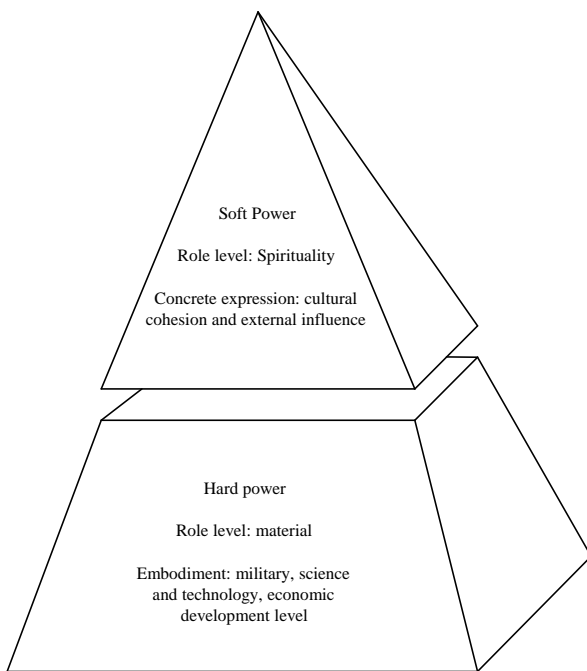 Soft Power
Role level: Spirituality
Concrete expression: cultural
cohesion and external influence
Hard power
Role level: material
Embodiment: military, science
and technology, economic
development level